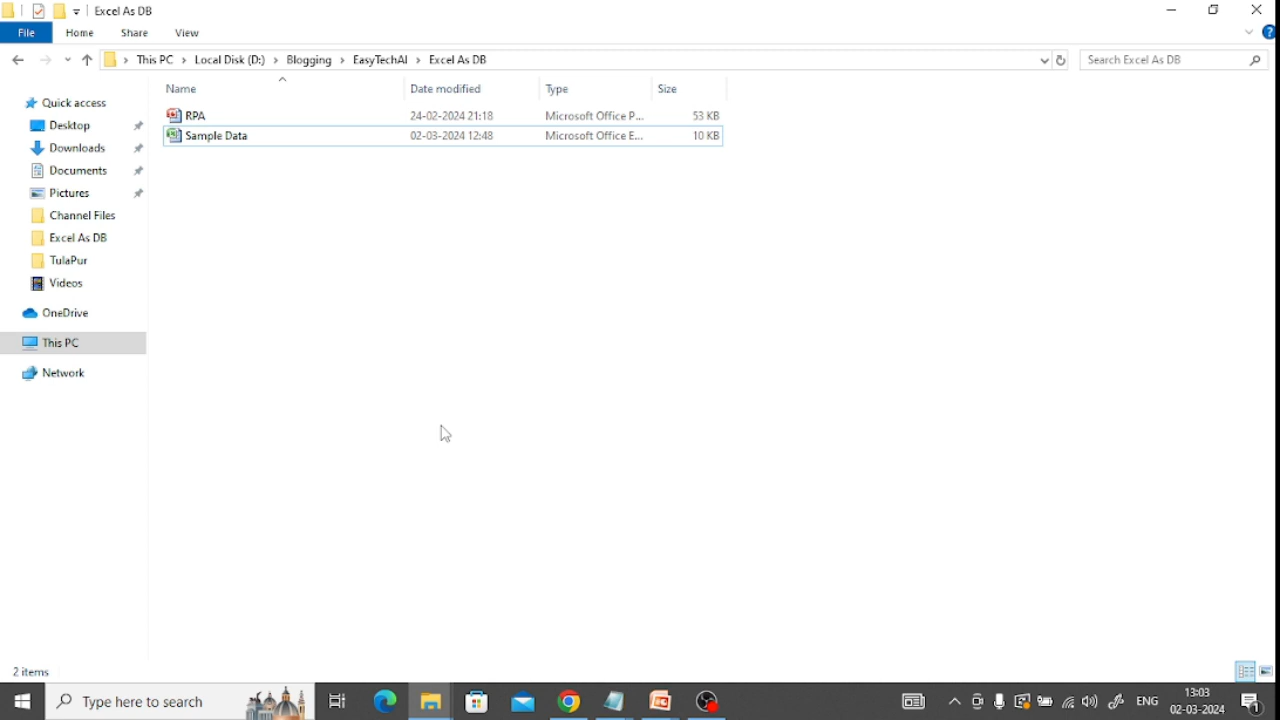 Excel As DB
File Home Share View
This PC Local Disk (D:) Blogging EasyTechAI Excel As DB Search Excel As DB
Name Date modified Type Size
RPA 24-02-2024 21:18 Microsoft Office P... 53 KB
Sample Data 02-03-2024 12:48 Microsoft Office E... 10 KB
Quick access
Desktop
Downloads
Documents
Pictures
Channel Files
Excel As DB
TulaPur
Videos
OneDrive
This PC
Network
2 items
Type here to search ENG 13:03
02-03-2024 1